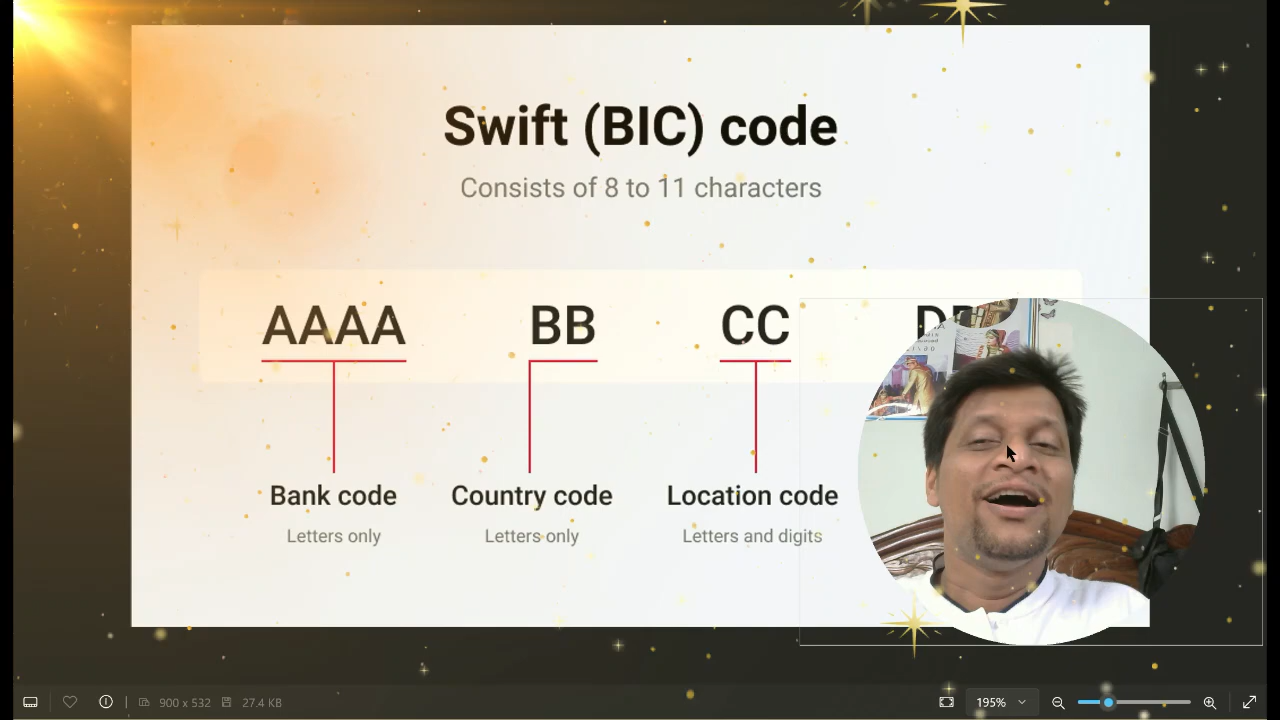 Swift (BIC) code
Consists of 8 to 11 characters
AAAA BB CC
Bank code Country code Location code
Letters only Letters only Letters and digits
900 x 532 27.4 KB 195%